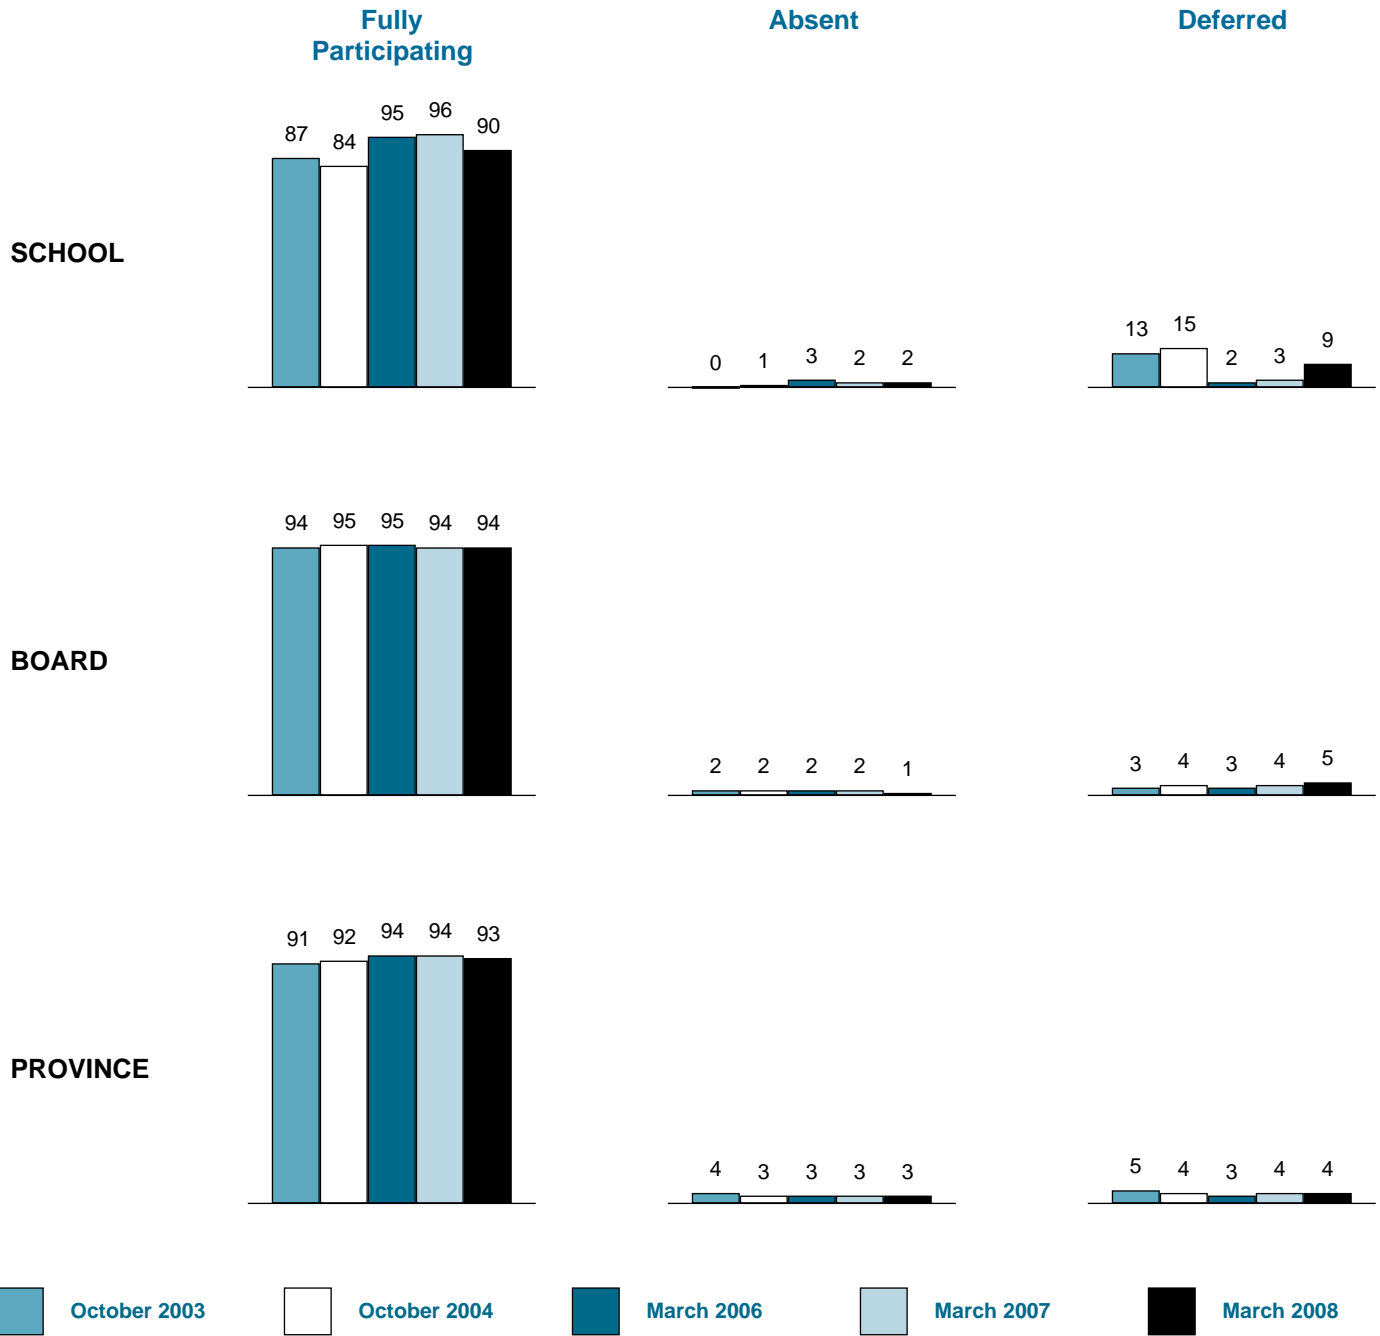 Fully
Participating
Absent
Deferred
87 84 95 96 90
0 1 3 2 2
13 15 2 3 9
SCHOOL
94 95 95 94 94
2 2 2 2 1
3 4 3 4 5
BOARD
91 92 94 94 93
4 3 3 3 3
5 4 3 4 4
PROVINCE
October 2003
October 2004
March 2006
March 2007
March 2008